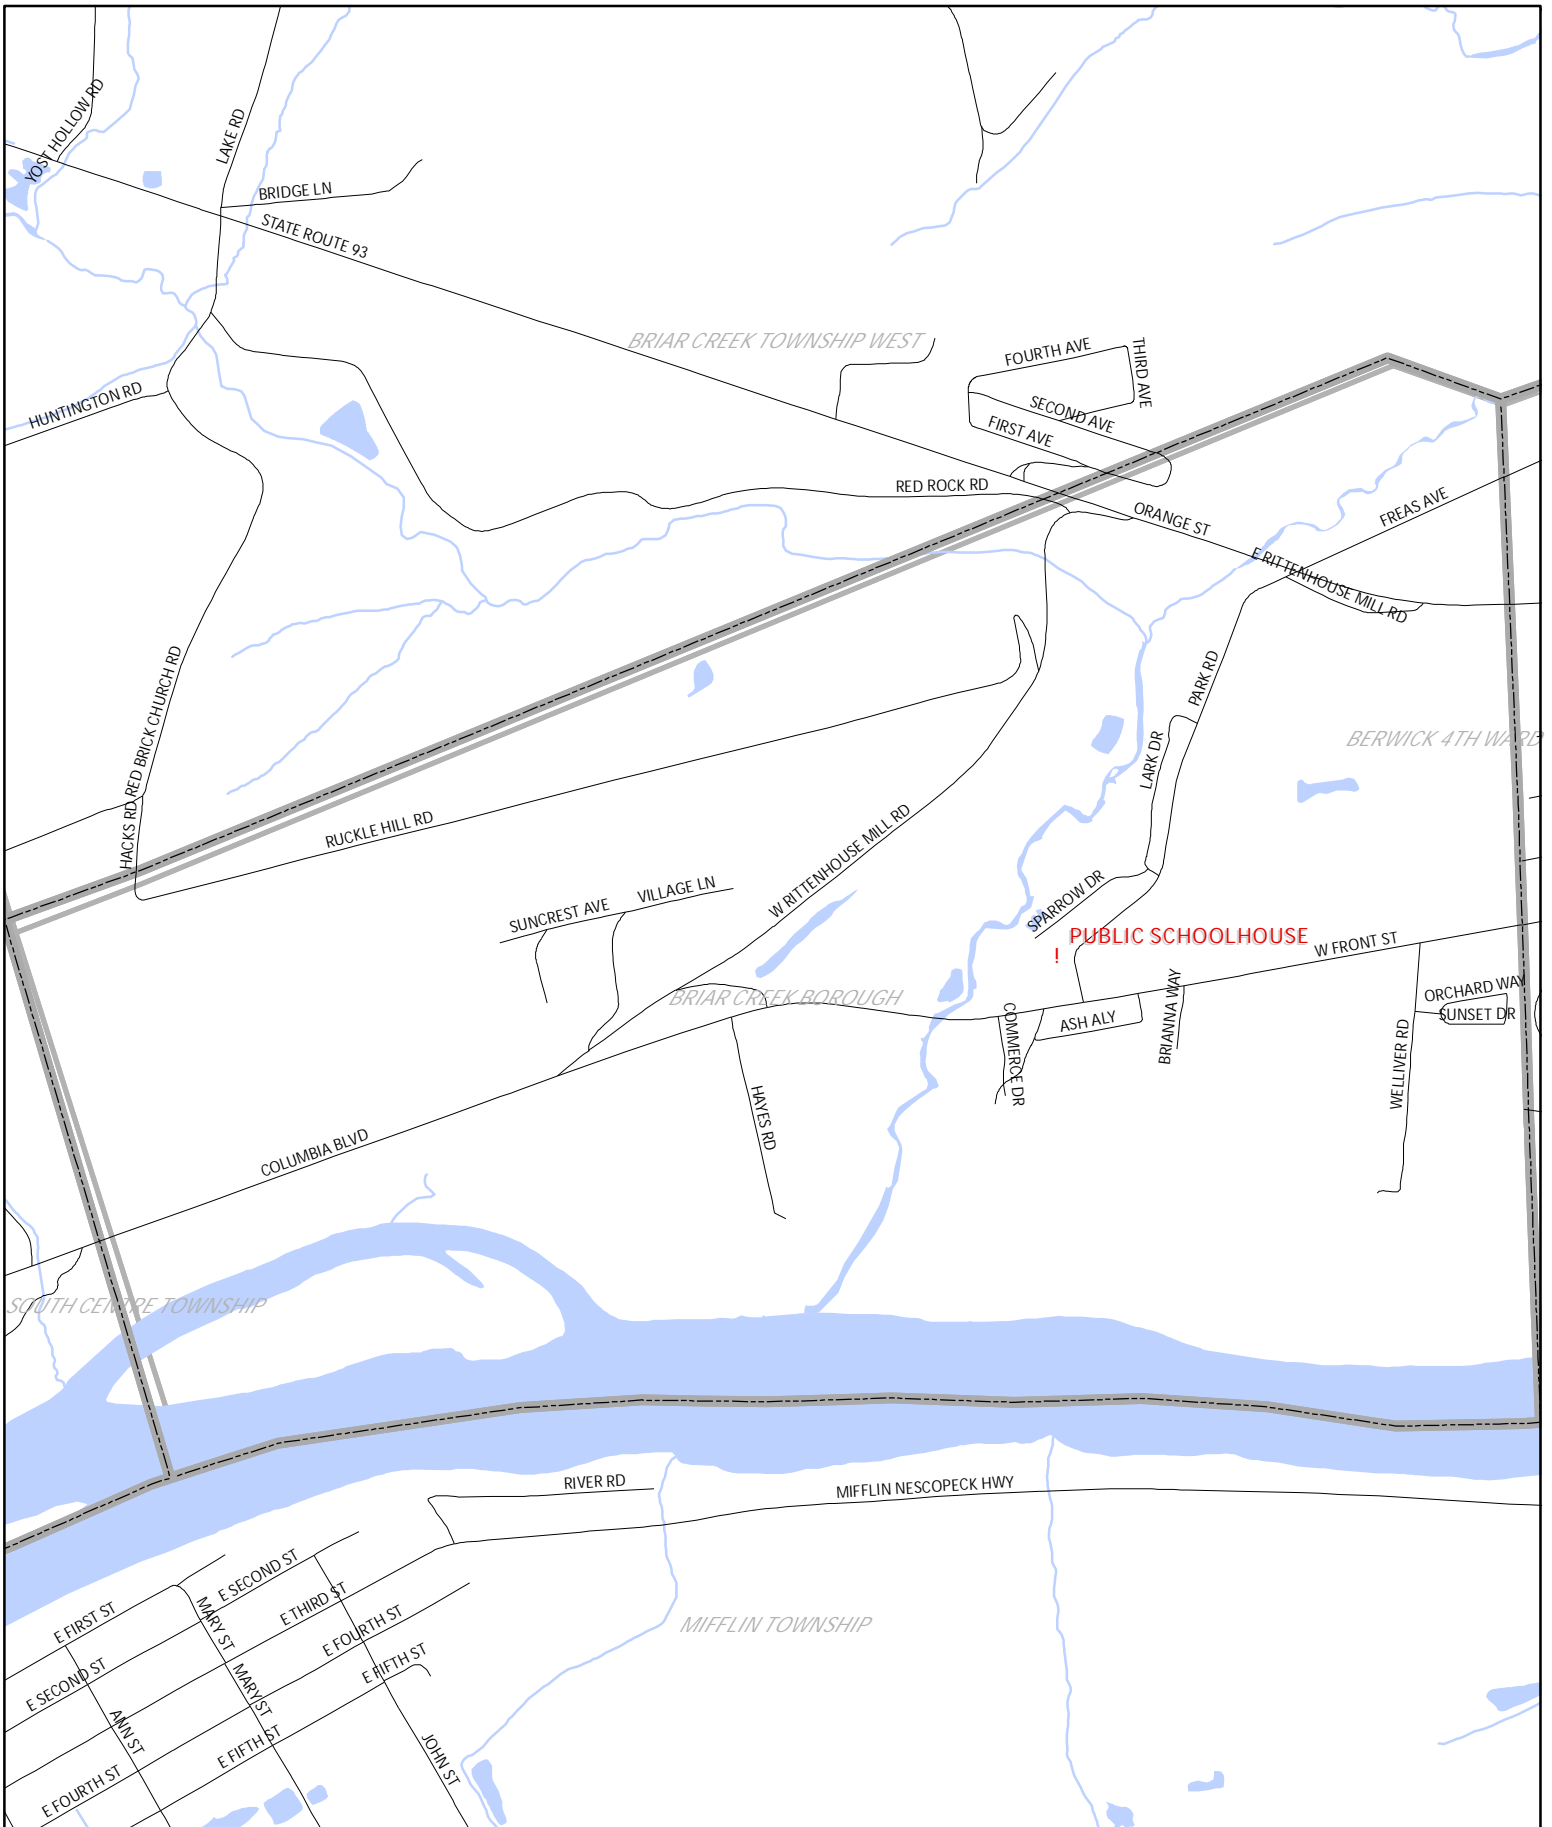 YOST HOLLOW RD
LAKE RD
BRIDGE LN
STATE ROUTE 93
BRIAR CREEK TOWNSHIP WEST
FOURTH AVE
THIRD AVE
SECOND AVE
FIRST AVE
HUNTINGTON RD
RED ROCK RD
ORANGE ST
FREAS AVE
E RITTENHOUSE MILL RD
RED BRICK CHURCH RD
HACKS RD
PARK RD
LARK DR
BERWICK 4TH WARD
RUCKLE HILL RD
W RITTENHOUSE MILL RD
VILLAGE LN
SUNCREST AVE
SPARROW DR
PUBLIC SCHOOLHOUSE
!
W FRONT ST
BRIAR CREEK BOROUGH
ORCHARD WAY
SUNSET DR
COMMERCE DR
ASH ALY
BRIANNA WAY
WELLIVER RD
HAYES RD
COLUMBIA BLVD
SOUTH CENTRE TOWNSHIP
RIVER RD
MIFFLIN NESCOPECK HWY
E FIRST ST
E SECOND ST
MARY ST
E THIRD ST
E FOURTH ST
MIFFLIN TOWNSHIP
E SECOND ST
MARY ST
E FIFTH ST
ANN ST
E FIFTH ST
JOHN ST
E FOURTH ST